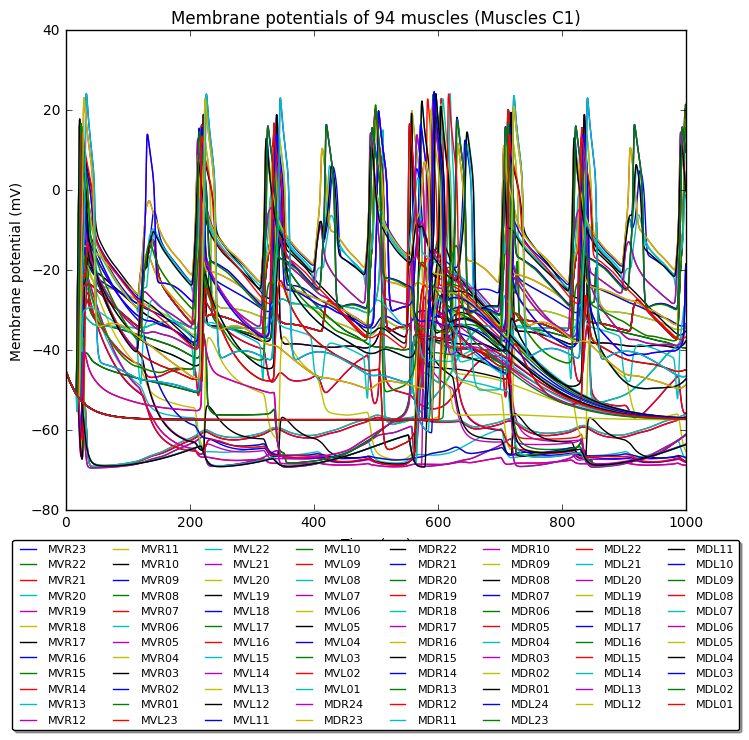 Membrane potentials of 94 muscles (Muscles C1)
40
20
0
−20
−40
−60
−80
Membrane potential (mV)
0 200 400 600 800 1000
MVR23 MVR11 MVL22 MVL10 MDR22 MDR10 MDL22 MDL11
MVR22 MVR10 MVL21 MVL09 MDR21 MDR09 MDL21 MDL10
MVR21 MVR09 MVL20 MVL08 MDR20 MDR08 MDL20 MDL09
MVR20 MVR08 MVL19 MVL07 MDR19 MDR07 MDL19 MDL08
MVR19 MVR07 MVL18 MVL06 MDR18 MDR06 MDL18 MDL07
MVR18 MVR06 MVL17 MVL05 MDR17 MDR05 MDL17 MDL06
MVR17 MVR05 MVL16 MVL04 MDR16 MDR04 MDL16 MDL05
MVR16 MVR04 MVL15 MVL03 MDR15 MDR03 MDL15 MDL04
MVR15 MVR03 MVL14 MVL02 MDR14 MDR02 MDL14 MDL03
MVR14 MVR02 MVL13 MVL01 MDR13 MDR01 MDL13 MDL02
MVR13 MVR01 MVL12 MDR24 MDR12 MDL24 MDL12 MDL01
MVR12 MVL23 MVL11 MDR23 MDR11 MDL23